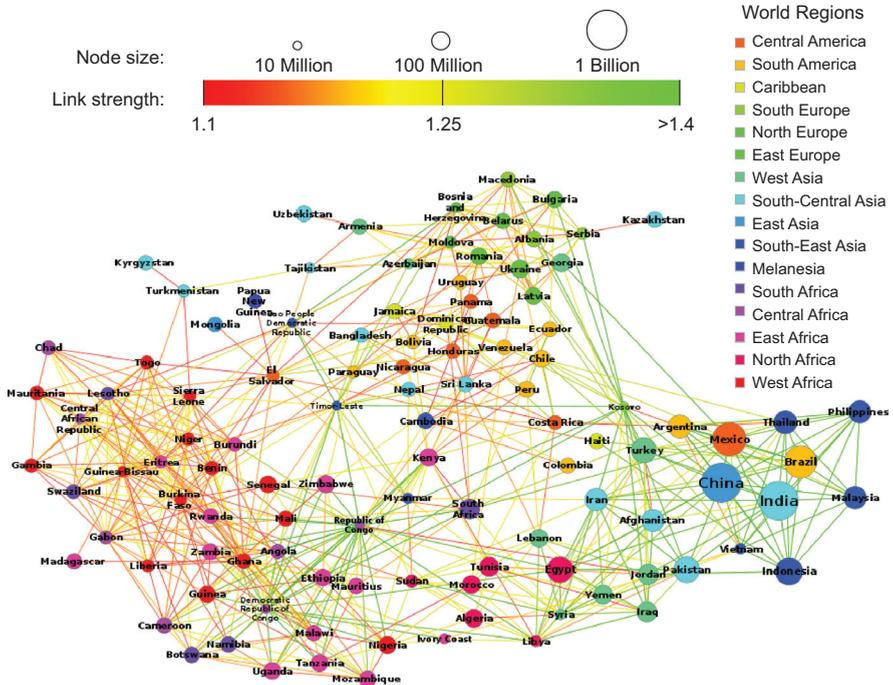 World Regions
Node size:
10 Million 100 Million 1 Billion
Link strength:
1.1 1.25 >1.4
Central America
South America
Caribbean
South Europe
North Europe
East Europe
West Asia
South-Central Asia
East Asia
South-East Asia
Melanesia
South Africa
Central Africa
East Africa
North Africa
West Africa
Macedonia
Bosnia
and
Herzegovina
Bulgaria
Belarus
Uzbekistan
Armenia
Kazakhstan
Serbia
Albania
Moldova
Romania
Kyrgyzstan
Tajikistan
Azerbaijan
Ukraine
Georgia
Turkmenistan
Papua
New
Guinea
Uruguay
Latvia
Panama
Mongolia
Lao People
Democratic
Republic
Jamaica
Dominican
Republic
Guatemala
Ecuador
Bangladesh
Bolivia
Honduras
Venezuela
Chile
Chad
Togo
El
Salvador
Paraguay
Nicaragua
Mauritania
Lesotho
Sierra
Leone
Nepal
Sri Lanka
Peru
Central
African
Republic
Timor-Leste
Kosovo
Cambodia
Costa Rica
Argentina
Mexico
Thailand
Philippines
Niger
Burundi
Haiti
Turkey
Gambia
Guinea-Bissau
Eritrea
Benin
Kenya
Colombia
Brazil
China
Swaziland
Burkina
Faso
Senegal
Zimbabwe
Myanmar
South
Africa
Iran
India
Malaysia
Rwanda
Mali
Republic of
Congo
Afghanistan
Gabon
Zambia
Angola
Lebanon
Vietnam
Madagascar
Liberia
Ghana
Ethiopia
Mauritius
Sudan
Tunisia
Morocco
Egypt
Jordan
Pakistan
Indonesia
Guinea
Democratic
Republic of
Congo
Yemen
Syria
Iraq
Cameroon
Malawi
Algeria
Ivory Coast
Libya
Botswana
Namibia
Nigeria
Uganda
Tanzania
Mozambique